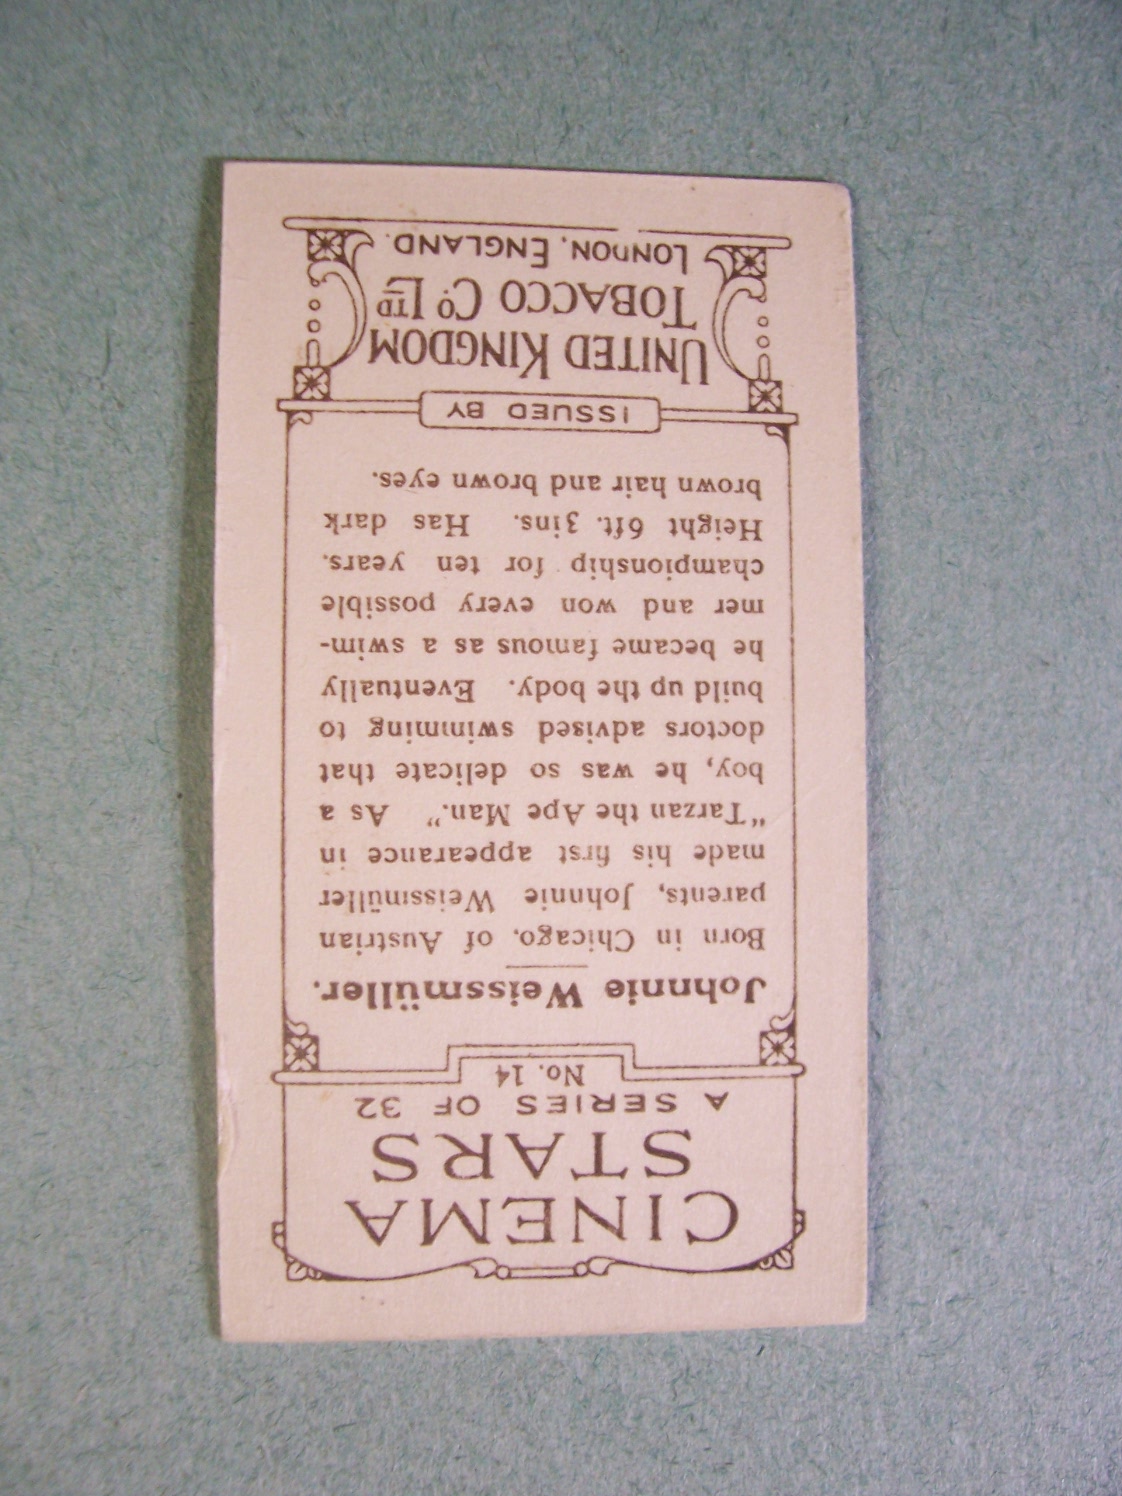 CINEMA
STARS
A SERIES OF 32
No. 14
Johnnie Weissmüller.
Born in Chicago, of Austrian
parents, Johnnie Weissmüller
made his first appearance in
"Tarzan the Ape Man." As a
boy, he was so delicate that
doctors advised swimming to
build up the body. Eventually
he became famous as a swim-
mer and won every possible
championship for ten years.
Height 6ft. 3ins. Has dark
brown hair and brown eyes.
ISSUED BY
UNITED KINGDOM
TOBACCO CO LTD
LONDON, ENGLAND.